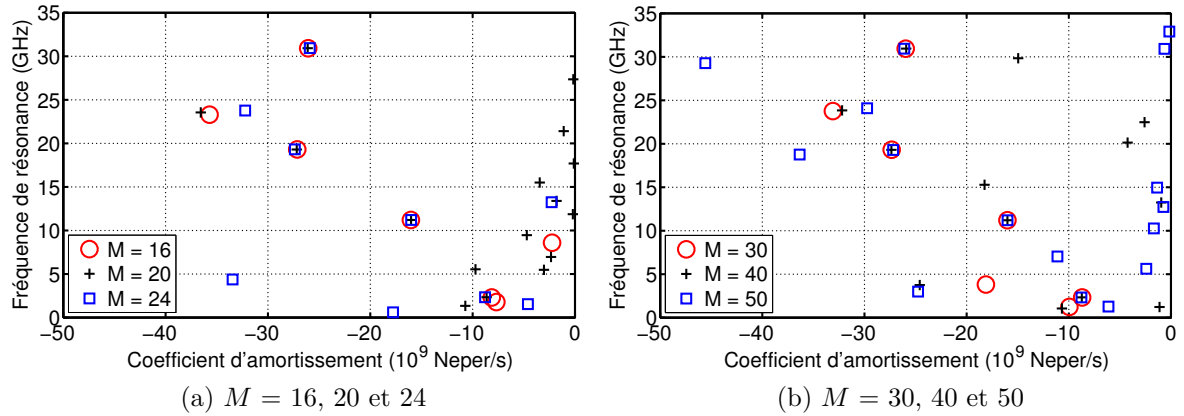 35
30
25
20
15
10
5
0
Fréquence de résonance (GHz)
M = 16
M = 20
M = 24
−50 −40 −30 −20 −10 0
Coefficient d'amortissement (10⁹ Neper/s)
(a) M = 16, 20 et 24
35
30
25
20
15
10
5
0
Fréquence de résonance (GHz)
M = 30
M = 40
M = 50
−50 −40 −30 −20 −10 0
Coefficient d'amortissement (10⁹ Neper/s)
(b) M = 30, 40 et 50